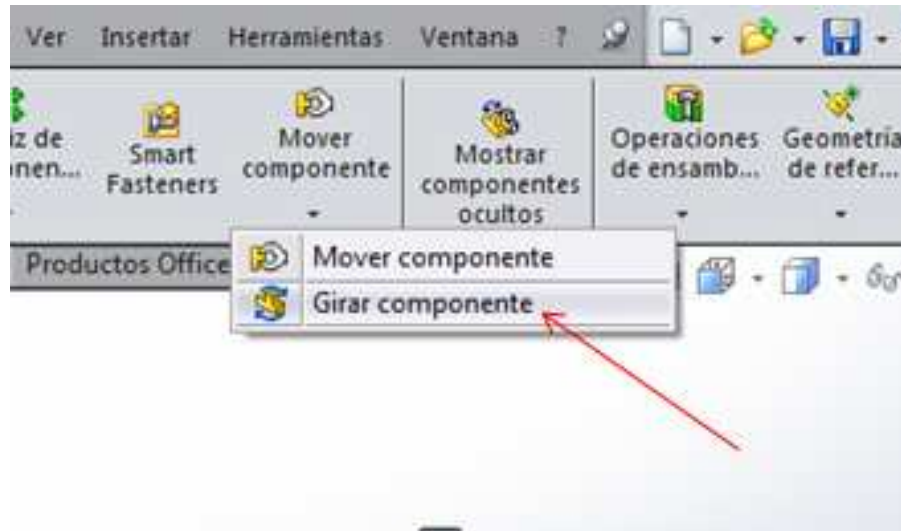 Ver Insertar Herramientas Ventana ?
iz de
nen...
Smart
Fasteners
Mover
componente
Mostrar
componentes
ocultos
Operaciones
de ensamb...
Geometría
de refer...
Productos Office
Mover componente
Girar componente